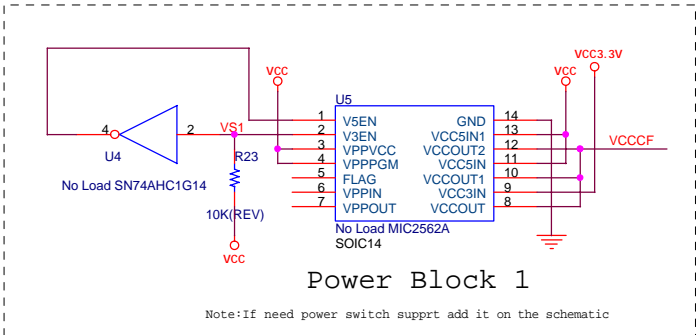 VCC3.3V
VCC
VCC
U5
1 V5EN GND 14
2 V3EN VCC5IN1 13
3 VPPVCC VCCOUT2 12
4 VPPPGM VCC5IN 11
5 FLAG VCCOUT1 10
6 VPPIN VCC3IN 9
7 VPPOUT VCCOUT 8
VCCCF
4
2
VS1
U4
R23
No Load SN74AHC1G14
10K(REV)
VCC
No Load MIC2562A
SOIC14
Power Block 1
Note:If need power switch supprt add it on the schematic